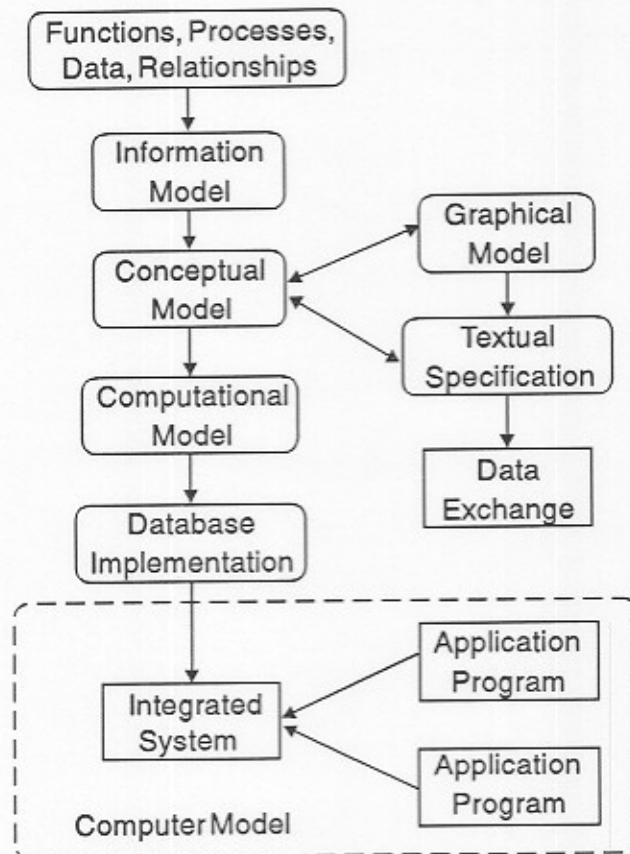 Functions, Processes,
Data, Relationships
Information
Model
Conceptual
Model
Graphical
Model
Textual
Specification
Computational
Model
Data
Exchange
Database
Implementation
Integrated
System
Application
Program
Application
Program
Computer Model